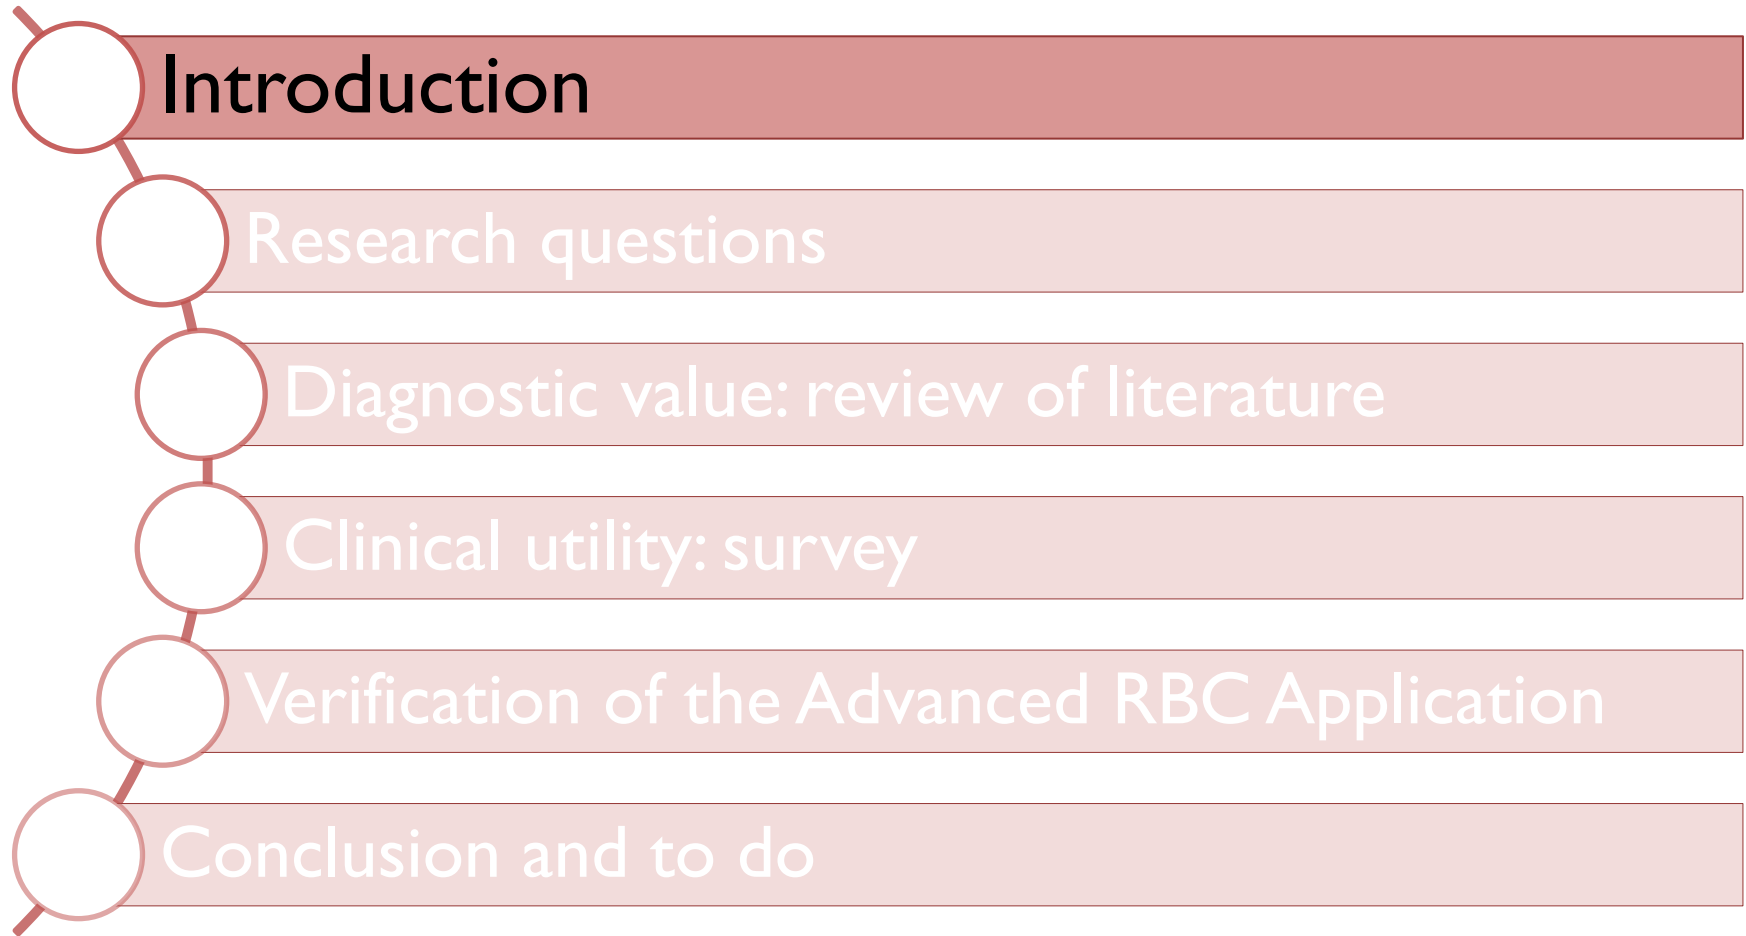 Introduction
Research questions
Diagnostic value: review of literature
Clinical utility: survey
Verification of the Advanced RBC Application
Conclusion and to do